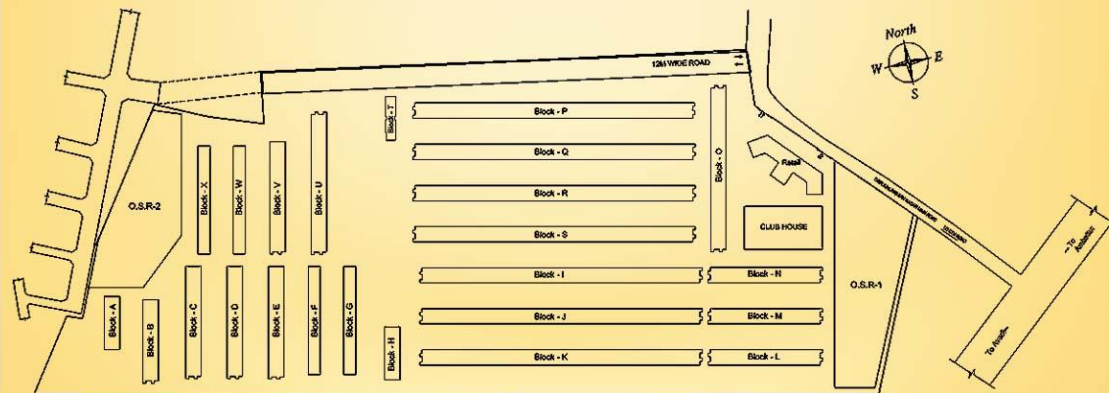 North
W
E
S
12M WIDE ROAD
Block - T
Block - P
Block - Q
Block - R
Block - S
Block - O
Retail
CLUB HOUSE
O.S.R-2
Block - X
Block - W
Block - V
Block - U
Block - A
Block - B
Block - C
Block - D
Block - E
Block - F
Block - G
Block - H
Block - I
Block - J
Block - K
Block - N
Block - M
Block - L
O.S.R-1